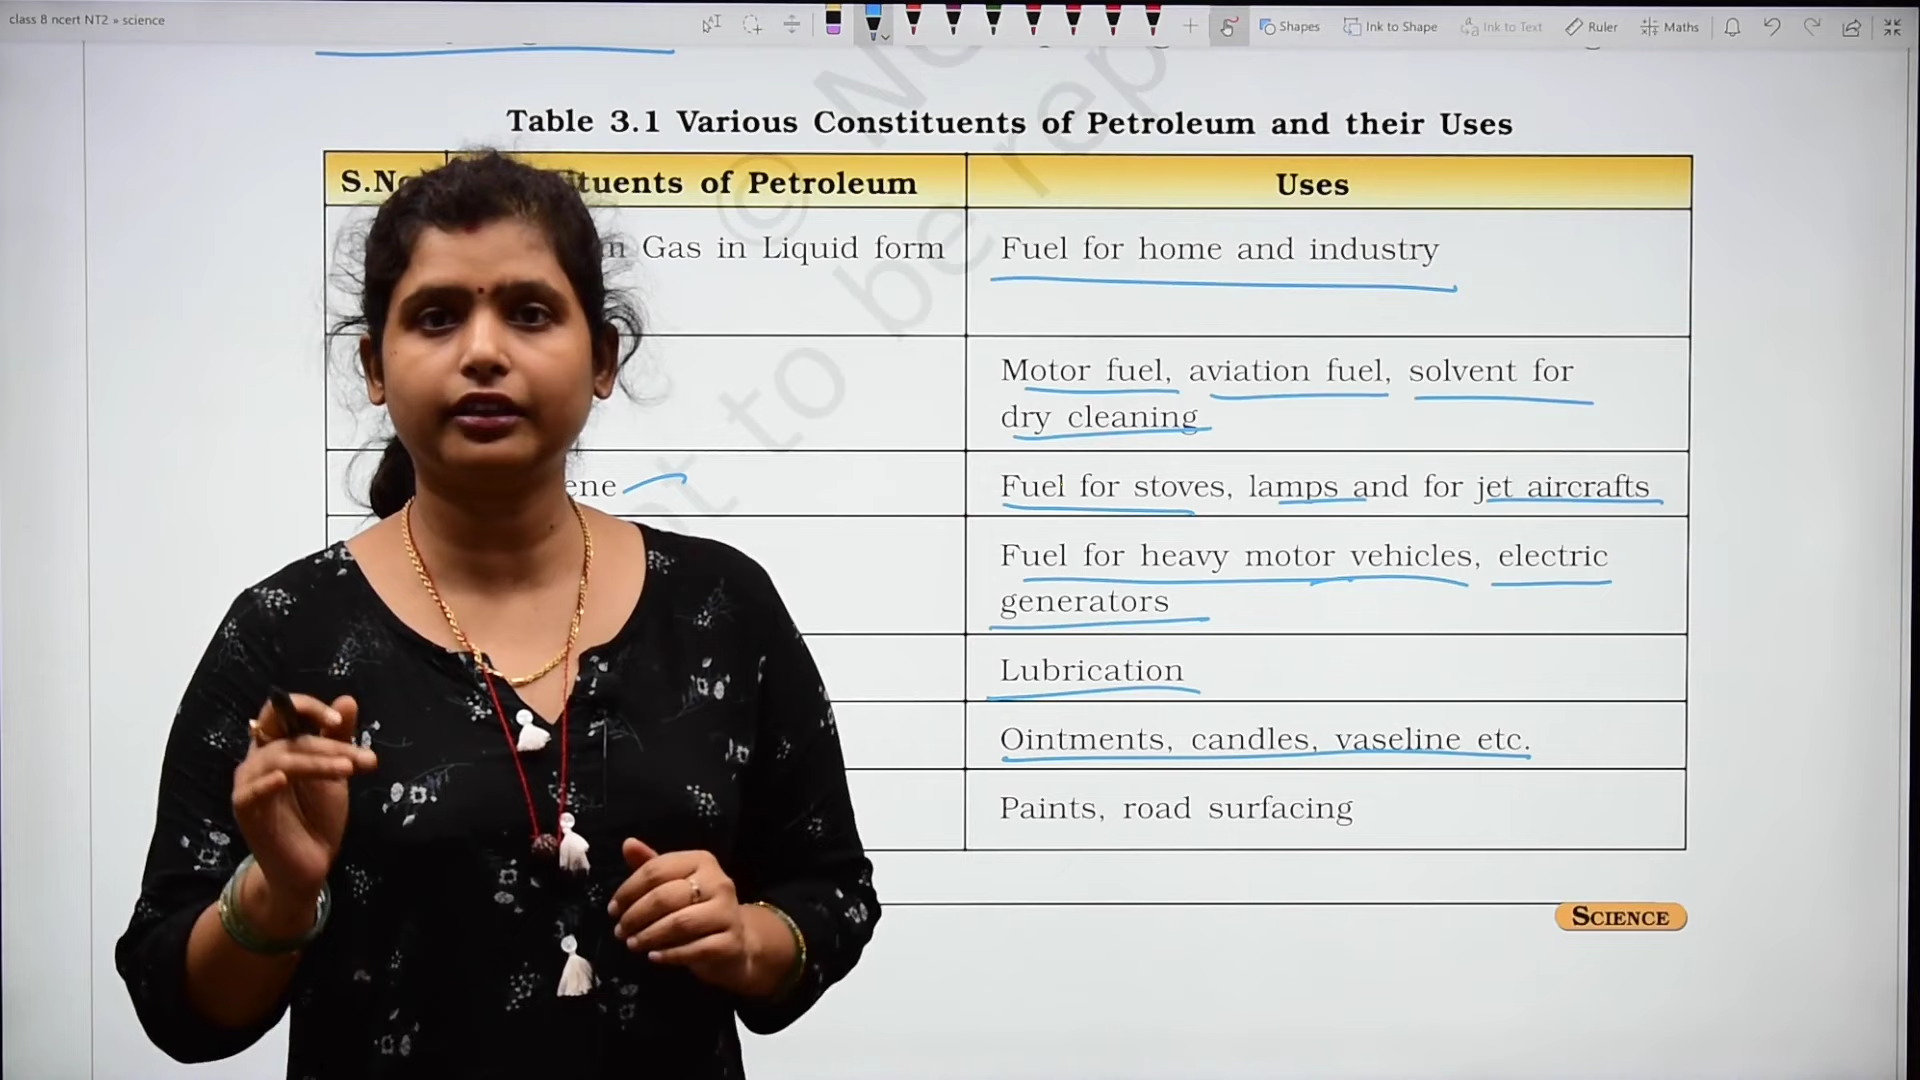 class 8 ncert NT2 » science
Shapes
Ink to Shape
Ink to Text
Ruler
Maths
Table 3.1 Various Constituents of Petroleum and their Uses
of Petroleum
Uses
Gas in Liquid form
Fuel for home and industry
Motor fuel, aviation fuel, solvent for
dry cleaning
Fuel for stoves, lamps and for jet aircrafts
Fuel for heavy motor vehicles, electric
generators
Lubrication
Ointments, candles, vaseline etc.
Paints, road surfacing
SCIENCE
© 
to be